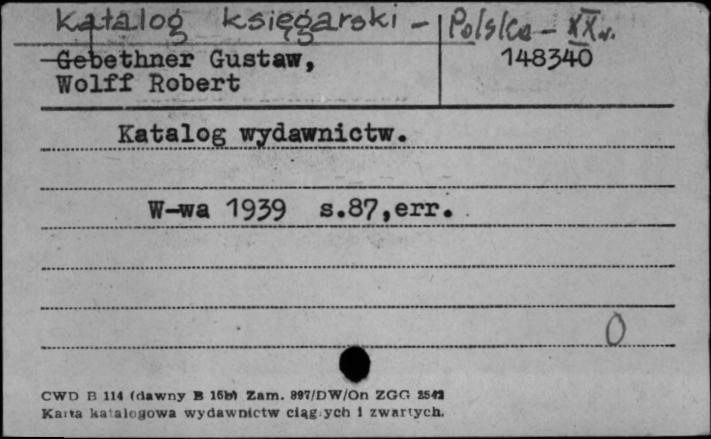 Katalog księgarski - Polska - XX w.
Gebethner Gustaw, 148340
Wolff Robert
Katalog wydawnictw.
W-wa 1939 s.87,err.
0
CWD B 114 (dawny B 16b) Zam. 897/DW/On ZGG 2542
Karta katalogowa wydawnictw ciągłych i zwartych.